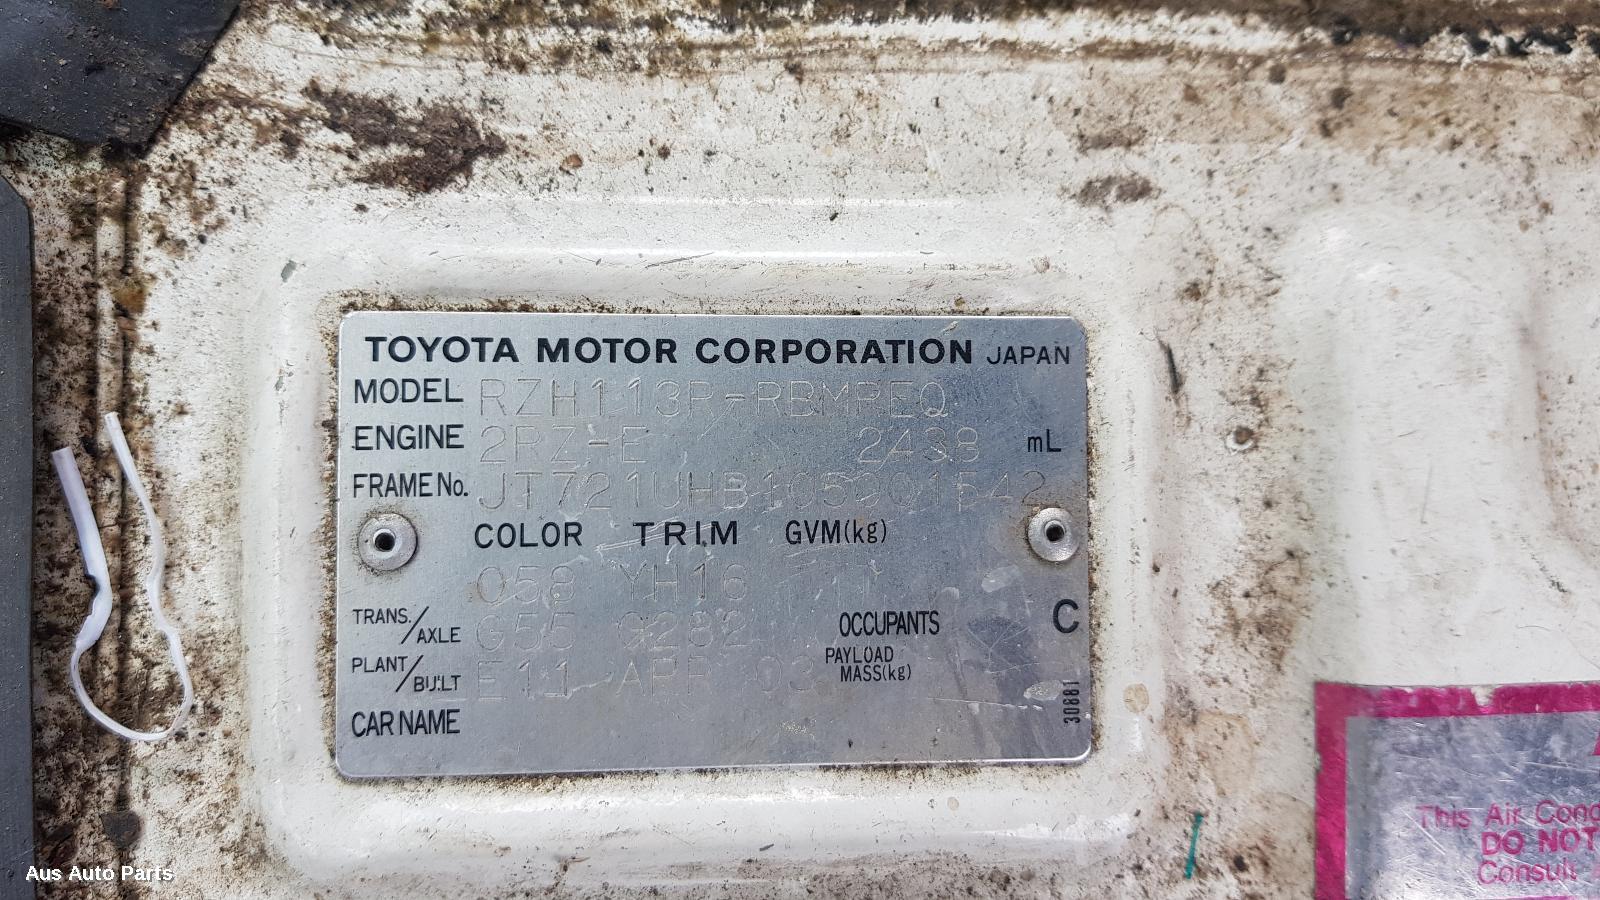 TOYOTA MOTOR CORPORATION JAPAN
MODEL RZH113R-RBMREQ
ENGINE 2RZ-E 2438 mL
FRAME No. JT721UHB105001542
COLOR TRIM GVM(kg)
058 YH16
TRANS./AXLE G55 G282 OCCUPANTS C
PLANT/BUILT E11 APR 03 PAYLOAD MASS(kg)
CAR NAME
30881
This Air Cond
DO NOT
Consult
Aus Auto Parts